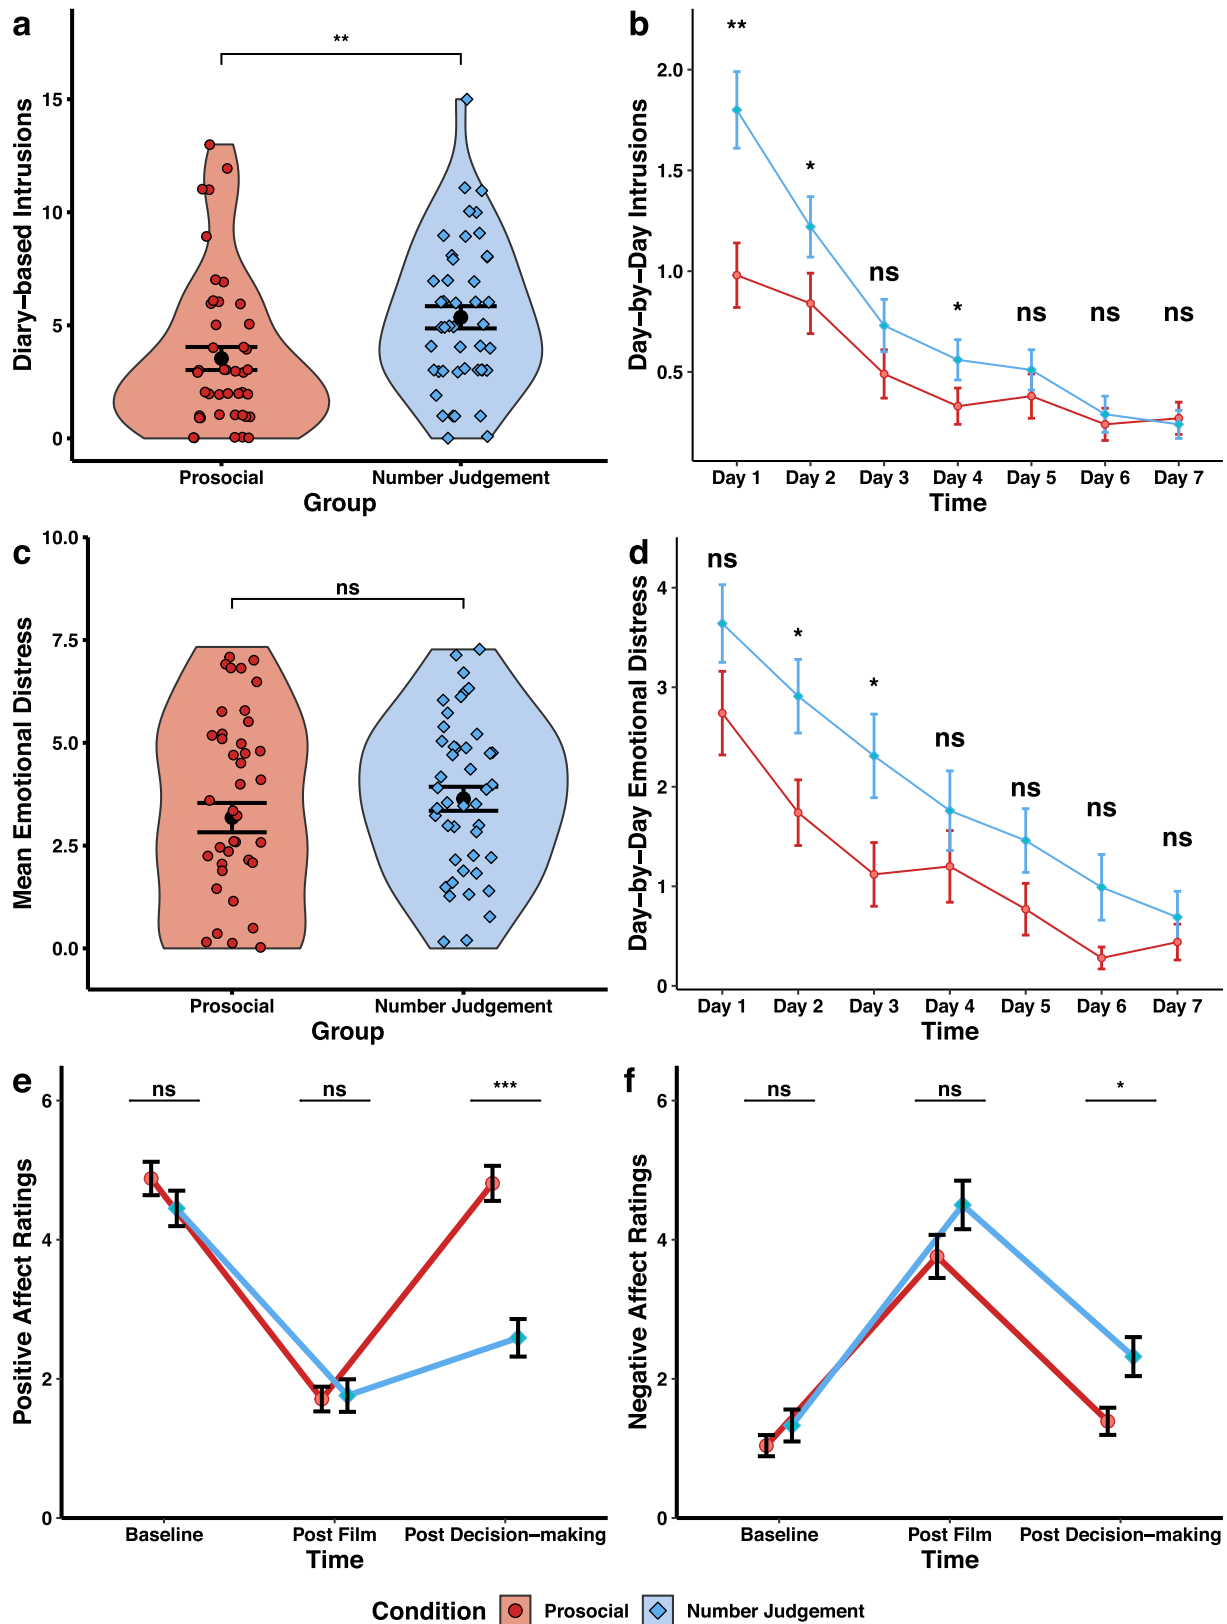 a
**
Diary−based Intrusions
15
10
5
0
Prosocial
Number Judgement
Group
b
**
*
ns
*
ns
ns
ns
Day−by−Day Intrusions
2.0
1.5
1.0
0.5
Day 1 Day 2 Day 3 Day 4 Day 5 Day 6 Day 7
Time
c
ns
Mean Emotional Distress
10.0
7.5
5.0
2.5
0.0
Prosocial
Number Judgement
Group
d
ns
*
*
ns
ns
ns
ns
Day−by−Day Emotional Distress
4
3
2
1
0
Day 1 Day 2 Day 3 Day 4 Day 5 Day 6 Day 7
Time
e
ns
ns
***
Positive Affect Ratings
6
4
2
0
Baseline
Post Film
Post Decision−making
Time
f
ns
ns
*
Negative Affect Ratings
6
4
2
0
Baseline
Post Film
Post Decision−making
Time
Condition Prosocial Number Judgement